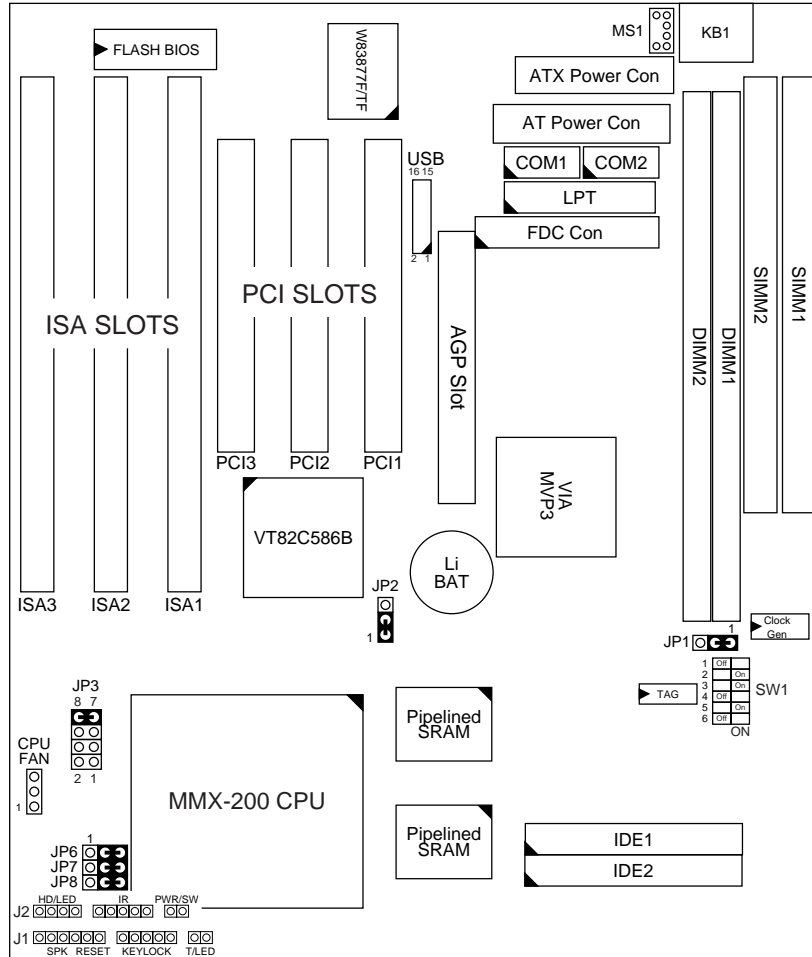 MS1
KB1
FLASH BIOS
W83877F/TF
ATX Power Con
AT Power Con
COM1 COM2
LPT
FDC Con
USB
16 15
2 1
ISA SLOTS
PCI SLOTS
AGP Slot
DIMM2
DIMM1
SIMM2
SIMM1
PCI3 PCI2 PCI1
VIA
MVP3
VT82C586B
Li
BAT
JP2
1
ISA3 ISA2 ISA1
Clock
Gen
1
JP1
1 Off
2 On
3 On
4 Off
5 On
6 Off
SW1
ON
TAG
JP3
8 7
2 1
CPU
FAN
1
Pipelined
SRAM
MMX-200 CPU
Pipelined
SRAM
IDE1
IDE2
1
JP6
JP7
JP8
HD/LED IR PWR/SW
J2
J1
SPK RESET KEYLOCK T/LED